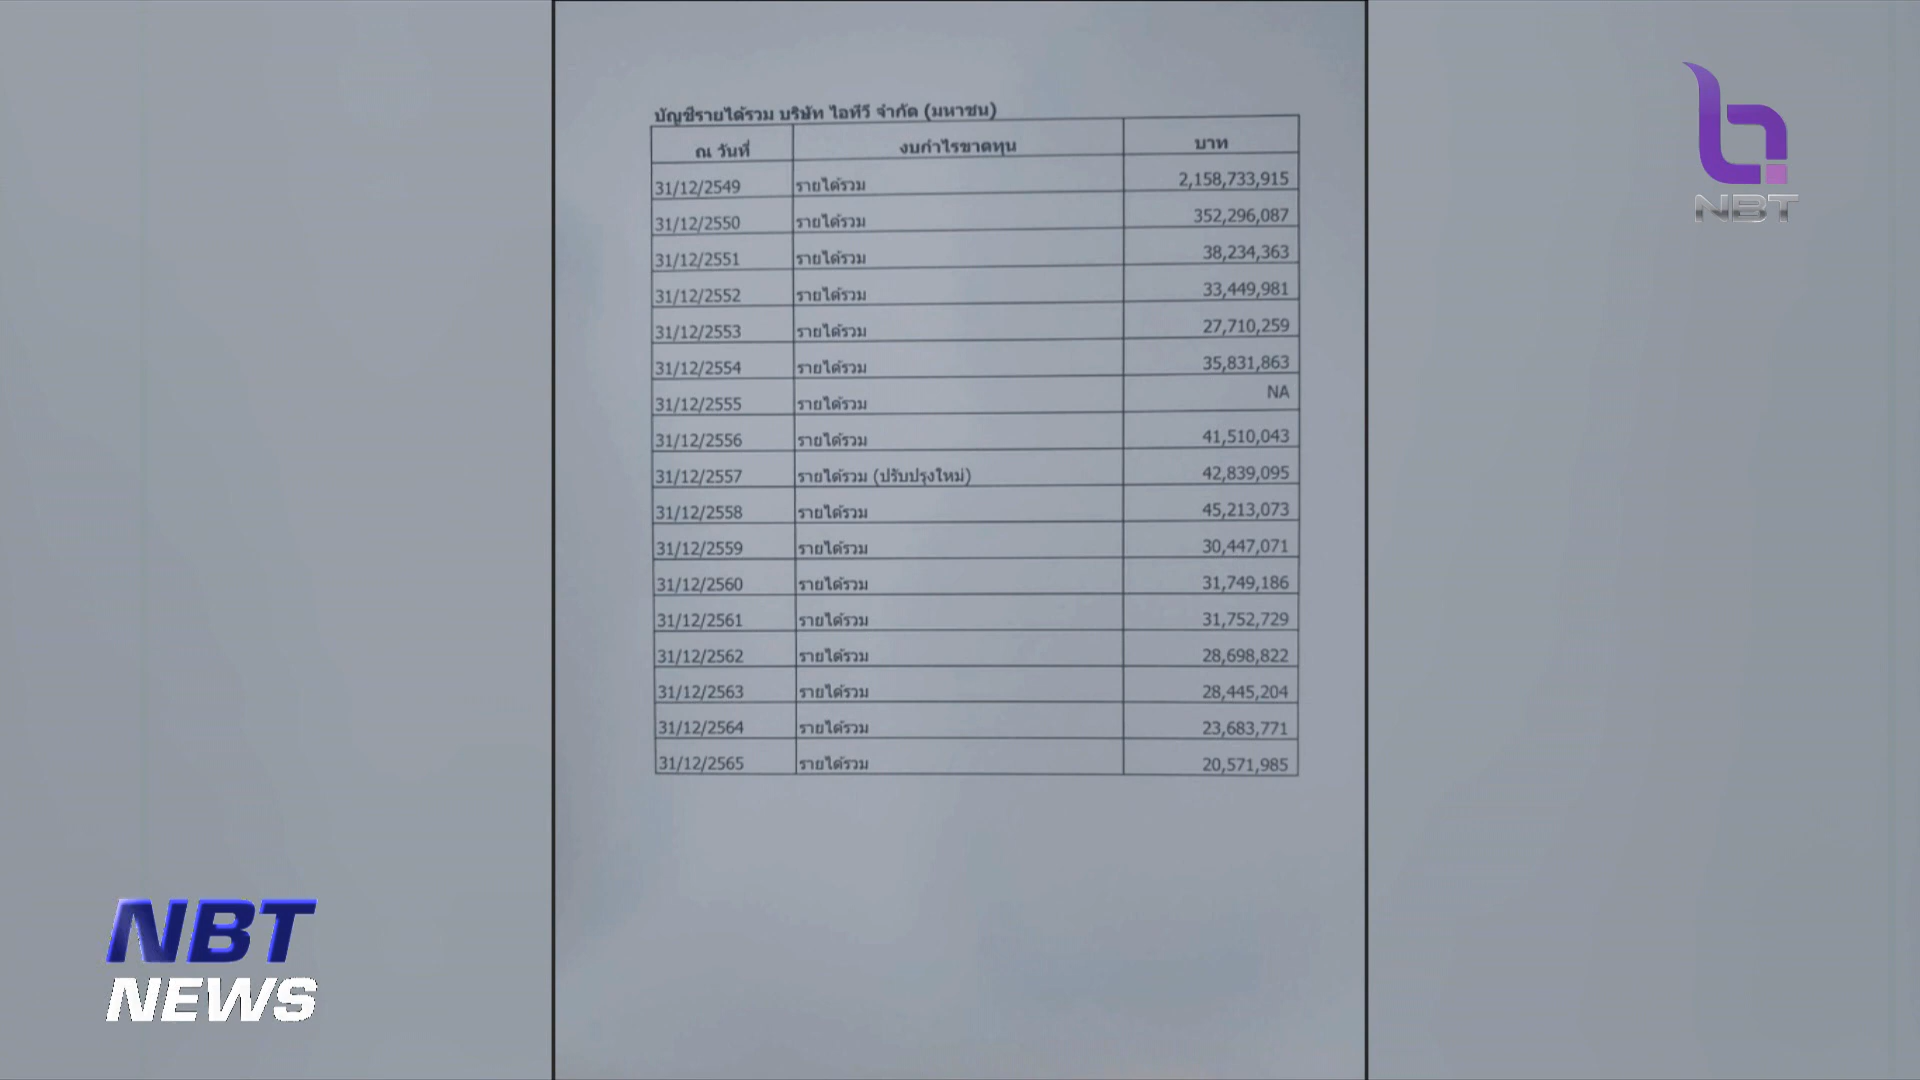 บัญชีรายได้รวม บริษัท ไอทีวี จำกัด (มหาชน)
ณ วันที่ งบกำไรขาดทุน บาท
31/12/2549 รายได้รวม 2,158,733,915
31/12/2550 รายได้รวม 352,296,087
31/12/2551 รายได้รวม 38,234,363
31/12/2552 รายได้รวม 33,449,981
31/12/2553 รายได้รวม 27,710,259
31/12/2554 รายได้รวม 35,831,863
31/12/2555 รายได้รวม NA
31/12/2556 รายได้รวม 41,510,043
31/12/2557 รายได้รวม (ปรับปรุงใหม่) 42,839,095
31/12/2558 รายได้รวม 45,213,073
31/12/2559 รายได้รวม 30,447,071
31/12/2560 รายได้รวม 31,749,186
31/12/2561 รายได้รวม 31,752,729
31/12/2562 รายได้รวม 28,698,822
31/12/2563 รายได้รวม 28,445,204
31/12/2564 รายได้รวม 23,683,771
31/12/2565 รายได้รวม 20,571,985
NBT
NBT
NEWS